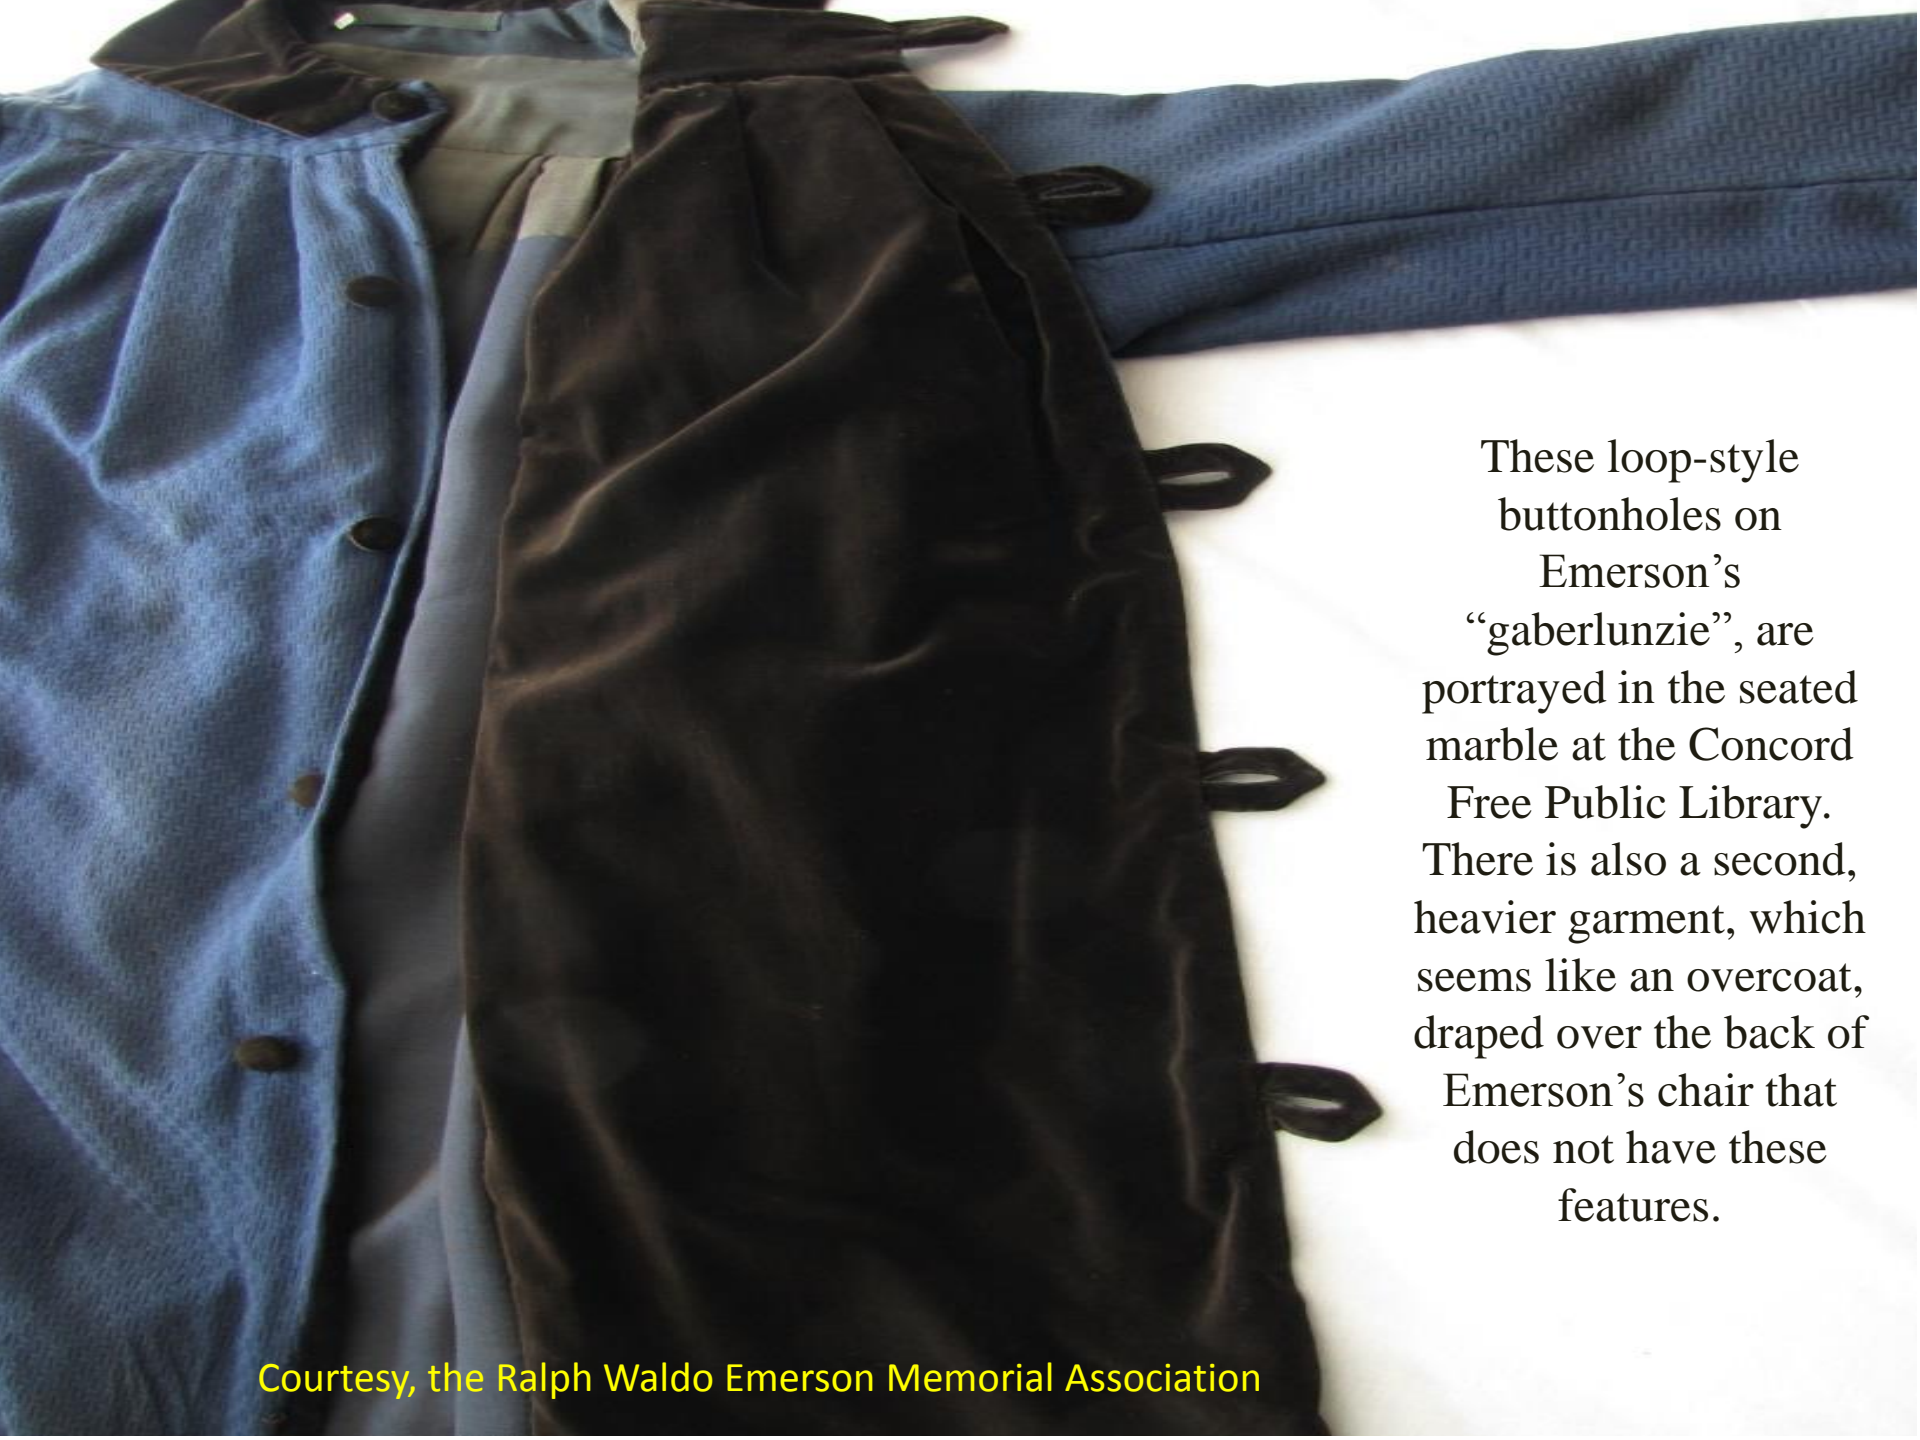 These loop-style
buttonholes on
Emerson’s
“gaberlunzie”, are
portrayed in the seated
marble at the Concord
Free Public Library.
There is also a second,
heavier garment, which
seems like an overcoat,
draped over the back of
Emerson’s chair that
does not have these
features.
Courtesy, the Ralph Waldo Emerson Memorial Association